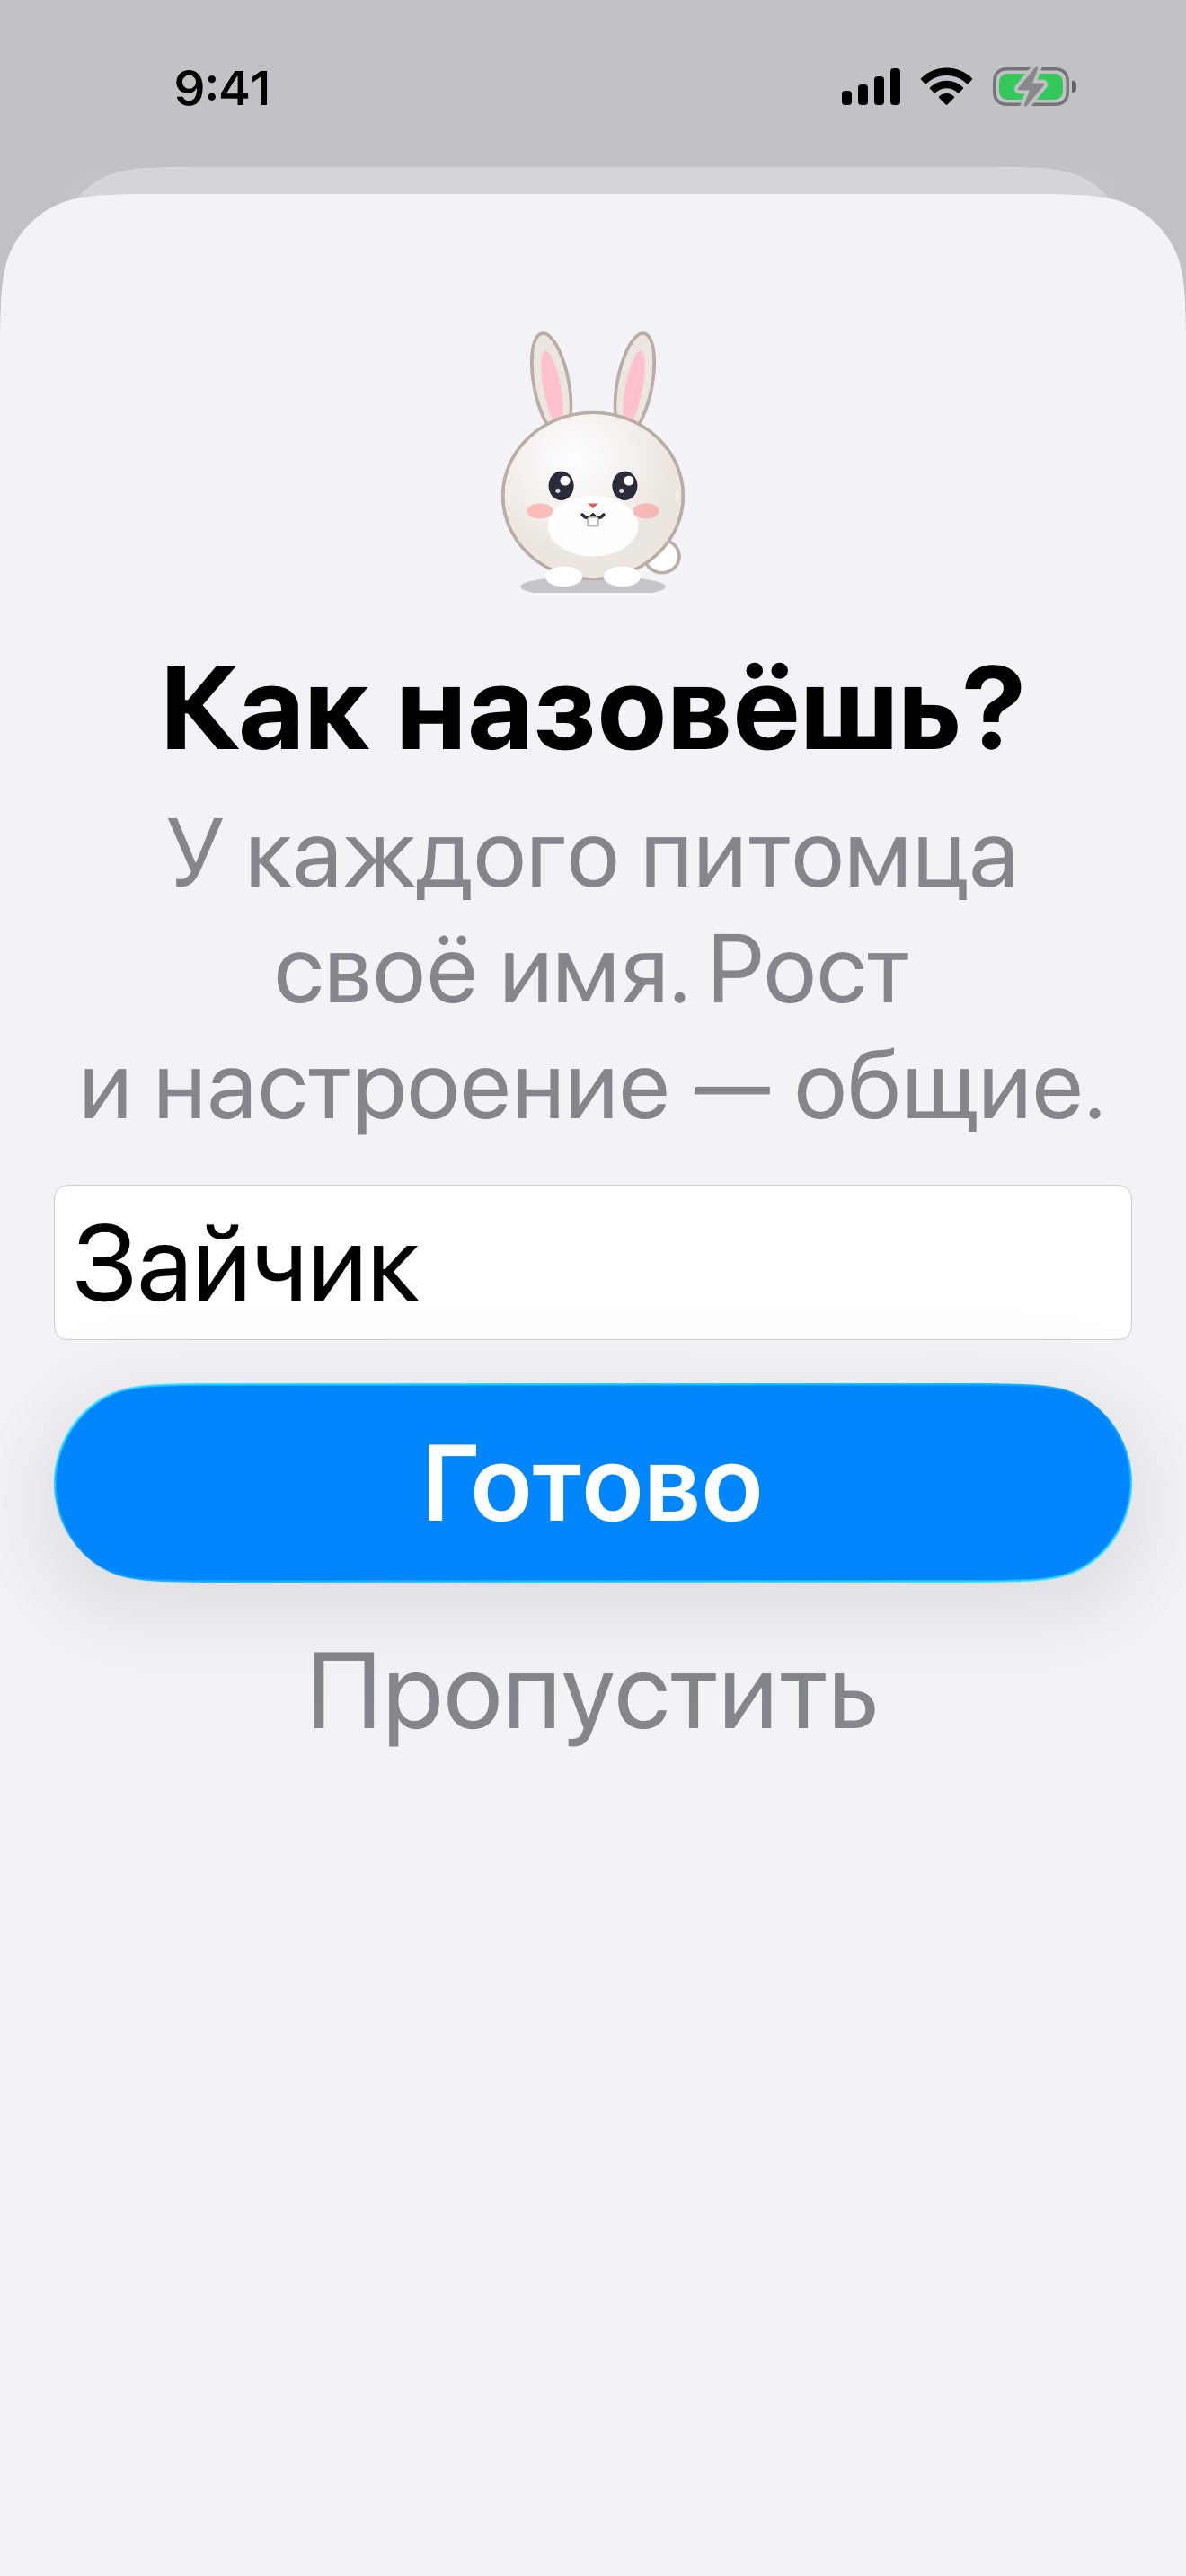 9:41
Как назовёшь?
У каждого питомца
своё имя. Рост
и настроение — общие.
Зайчик
Готово
Пропустить